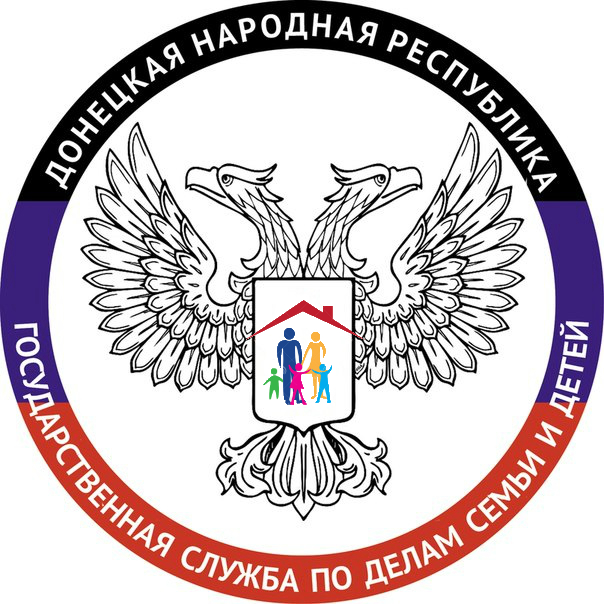 ДОНЕЦКАЯ НАРОДНАЯ РЕСПУБЛИКА
ГОСУДАРСТВЕННАЯ СЛУЖБА ПО ДЕЛАМ СЕМЬИ И ДЕТЕЙ